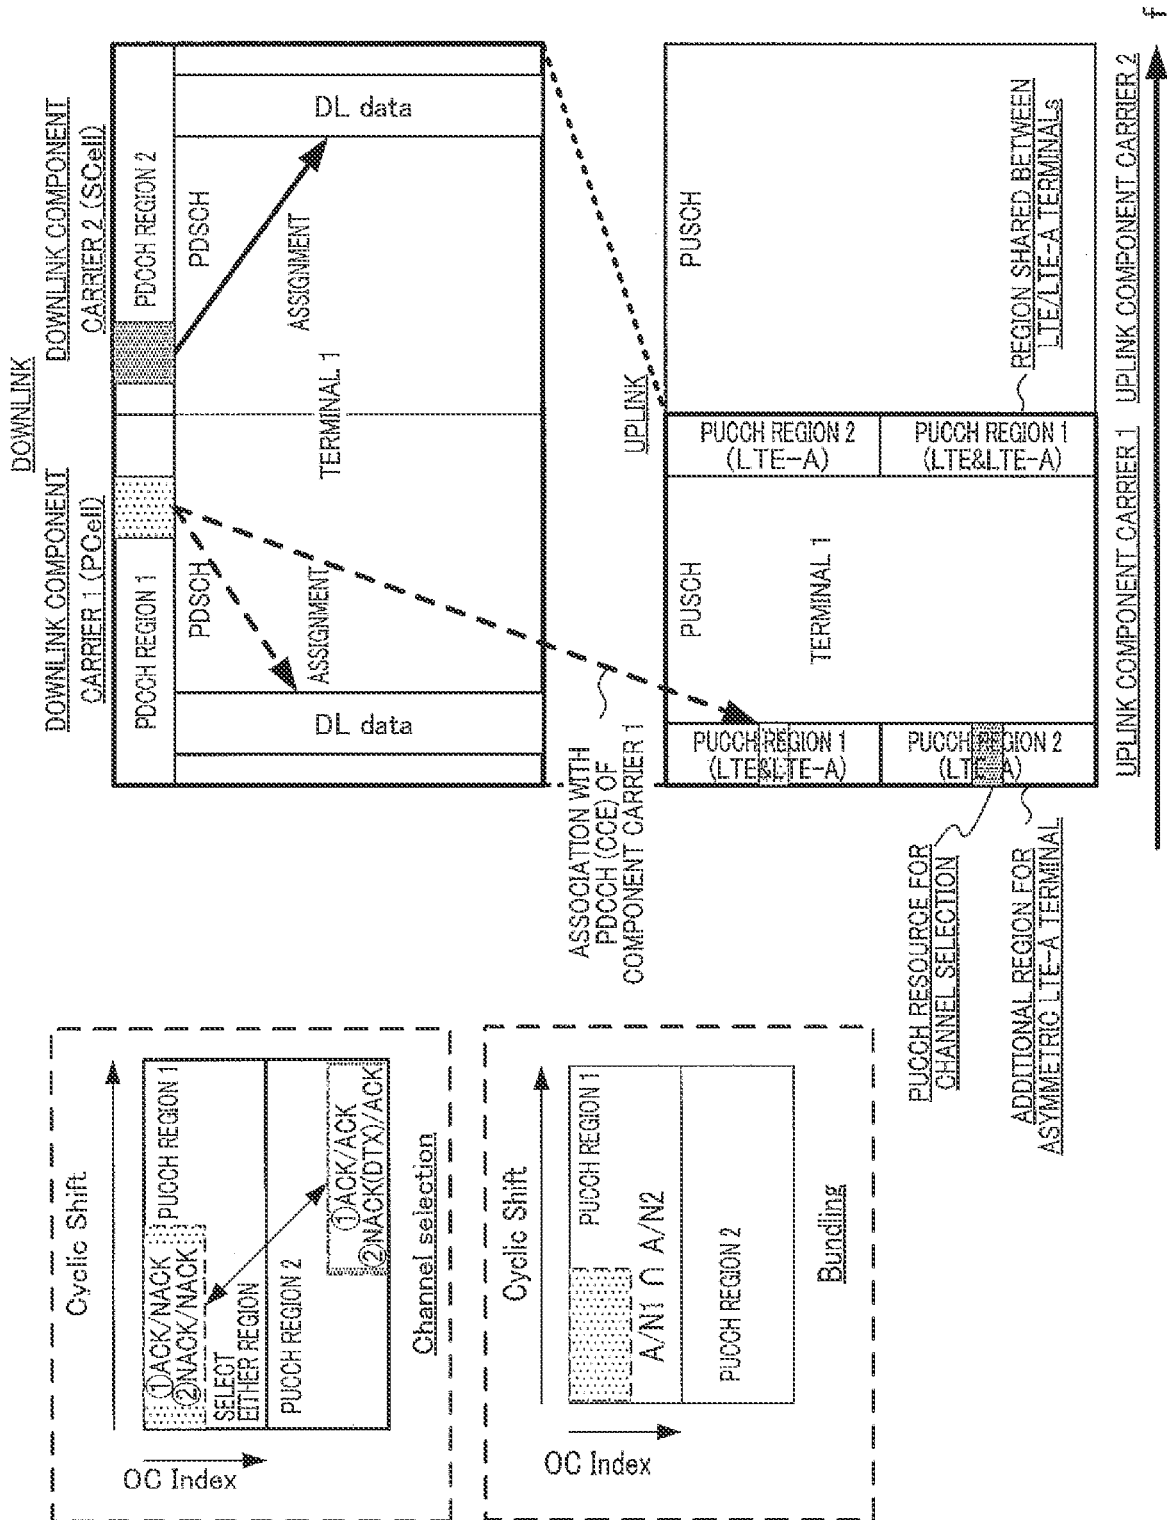 DOWNLINK
DOWNLINK COMPONENT
CARRIER 1 (PCell)
DOWNLINK COMPONENT
CARRIER 2 (SCell)
PDCCH REGION 1
PDCCH REGION 2
PDSCH
PDSCH
ASSIGNMENT
ASSIGNMENT
TERMINAL 1
DL data
DL data
UPLINK
ASSOCIATION WITH
PDCCH (CCE) OF
COMPONENT CARRIER 1
PUCCH REGION 1
(LTE&LTE-A)
PUSCH
PUCCH REGION 2
(LTE-A)
PUSCH
TERMINAL 1
PUCCH REGION 2
(LTE-A)
PUCCH REGION 1
(LTE&LTE-A)
PUCCH RESOURCE FOR
CHANNEL SELECTION
ADDITIONAL REGION FOR
ASYMMETRIC LTE-A TERMINAL
REGION SHARED BETWEEN
LTE/LTE-A TERMINALs
UPLINK COMPONENT CARRIER 1
UPLINK COMPONENT CARRIER 2
f
Cyclic Shift
OC Index
①ACK/NACK
②NACK/NACK
PUCCH REGION 1
SELECT
EITHER REGION
PUCCH REGION 2
①ACK/ACK
②NACK(DTX)/ACK
Channel selection
Cyclic Shift
OC Index
PUCCH REGION 1
A/N1 ∩ A/N2
PUCCH REGION 2
Bundling